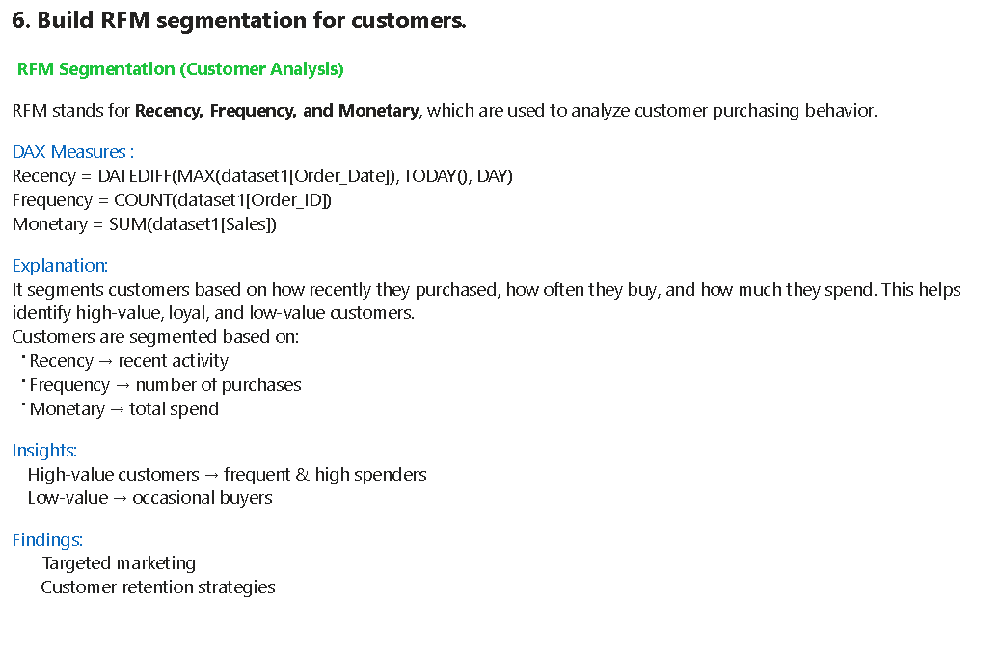 6. Build RFM segmentation for customers.
RFM Segmentation (Customer Analysis)
RFM stands for Recency, Frequency, and Monetary, which are used to analyze customer purchasing behavior.
DAX Measures :
Recency = DATEDIFF(MAX(dataset1[Order_Date]), TODAY(), DAY)
Frequency = COUNT(dataset1[Order_ID])
Monetary = SUM(dataset1[Sales])
Explanation:
It segments customers based on how recently they purchased, how often they buy, and how much they spend. This helps
identify high-value, loyal, and low-value customers.
Customers are segmented based on:
• Recency → recent activity
• Frequency → number of purchases
• Monetary → total spend
Insights:
High-value customers → frequent & high spenders
Low-value → occasional buyers
Findings:
Targeted marketing
Customer retention strategies